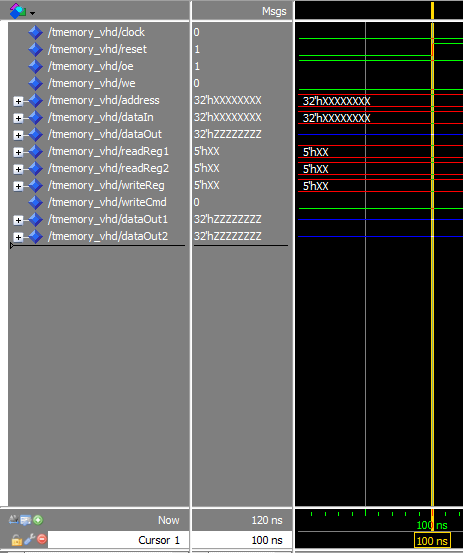 Msgs
/tmemory_vhd/clock 0
/tmemory_vhd/reset 1
/tmemory_vhd/oe 1
/tmemory_vhd/we 0
/tmemory_vhd/address 32'hXXXXXXXX 32'hXXXXXXXX
/tmemory_vhd/dataIn 32'hXXXXXXXX 32'hXXXXXXXX
/tmemory_vhd/dataOut 32'hZZZZZZZZ
/tmemory_vhd/readReg1 5'hXX 5'hXX
/tmemory_vhd/readReg2 5'hXX 5'hXX
/tmemory_vhd/writeReg 5'hXX 5'hXX
/tmemory_vhd/writeCmd 0
/tmemory_vhd/dataOut1 32'hZZZZZZZZ
/tmemory_vhd/dataOut2 32'hZZZZZZZZ
Now 120 ns 100 ns
Cursor 1 100 ns 100 ns